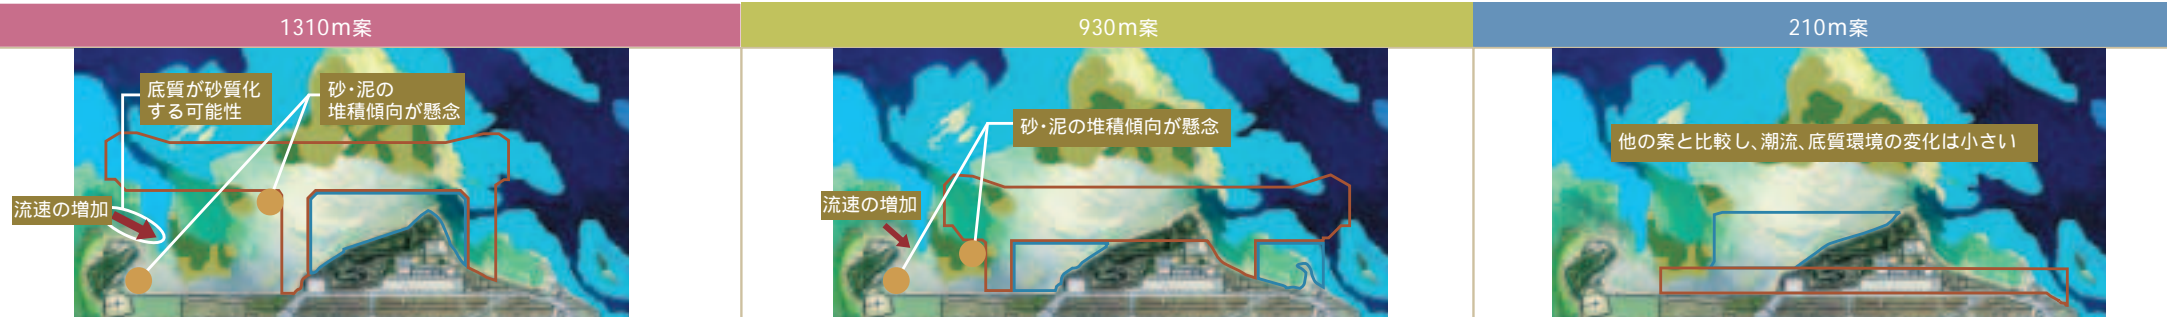 1310m案
930m案
210m案
底質が砂質化
する可能性
砂・泥の
堆積傾向が懸念
流速の増加
砂・泥の堆積傾向が懸念
流速の増加
他の案と比較し、潮流、底質環境の変化は小さい